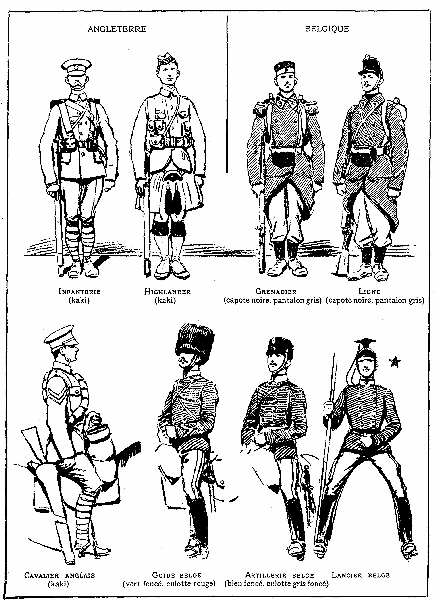 ANGLETERRE
BELGIQUE
INFANTERIE
(kaki)
HIGHLANDER
(kaki)
GRENADIER
(capote noire, pantalon gris)
LIGNE
(capote noire, pantalon gris)
CAVALIER ANGLAIS
(kaki)
GUIDE BELGE
(vert foncé, culotte rouge)
ARTILLERIE BELGE
(bleu foncé, culotte gris foncé)
LANCIER BELGE